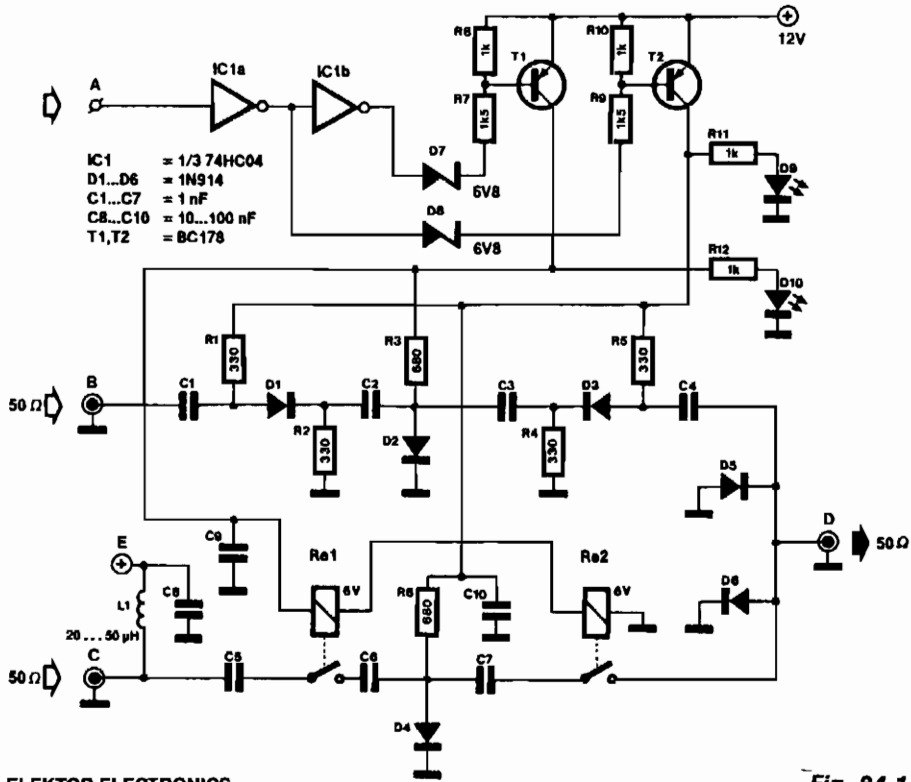 12V
R8
1k
R10
1k
T1
T2
IC1a
IC1b
A
R7
1k5
R9
1k5
R11
1k
D9
D7
6V8
D8
6V8
IC1 = 1/3 74HC04
D1...D6 = 1N914
C1...C7 = 1 nF
C8...C10 = 10...100 nF
T1,T2 = BC178
R12
1k
D10
R1
330
R3
680
R5
330
B
50 Ω
C1
D1
C2
C3
D3
C4
R2
330
D2
R4
330
D5
D
50 Ω
D6
C9
E
Re1
6V
Re2
6V
R6
680
C10
L1
C8
20...50 µH
C
50 Ω
C5
C6
C7
D4
ELEKTOR ELECTRONICS
Fig. 94-1